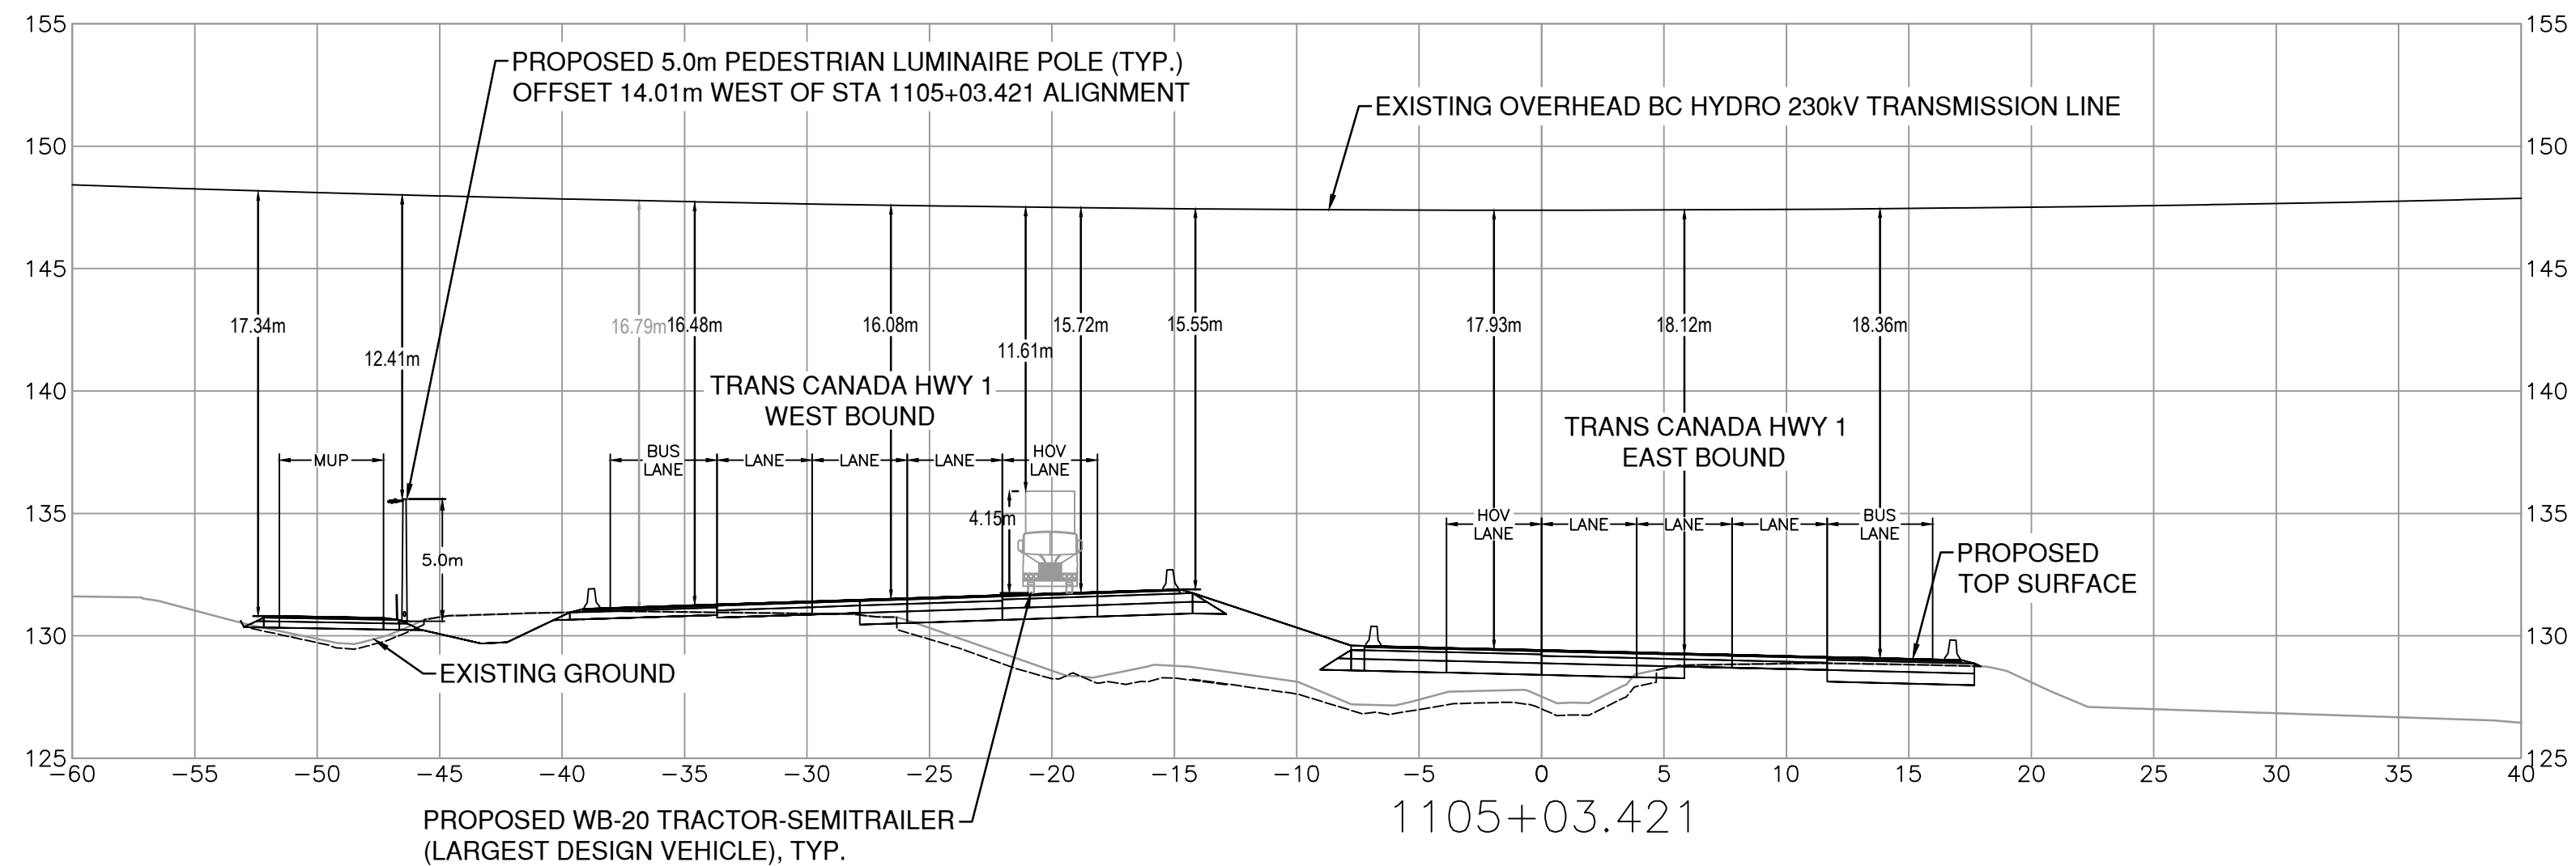 155
155
PROPOSED 5.0m PEDESTRIAN LUMINAIRE POLE (TYP.)
OFFSET 14.01m WEST OF STA 1105+03.421 ALIGNMENT
EXISTING OVERHEAD BC HYDRO 230kV TRANSMISSION LINE
150
150
145
145
17.34m
12.41m
16.79m
16.48m
16.08m
11.61m
15.72m
15.55m
17.93m
18.12m
18.36m
140
140
TRANS CANADA HWY 1
WEST BOUND
TRANS CANADA HWY 1
EAST BOUND
MUP
BUS
LANE
LANE
LANE
LANE
HOV
LANE
135
135
4.15m
5.0m
HOV
LANE
LANE
LANE
LANE
BUS
LANE
PROPOSED
TOP SURFACE
130
130
EXISTING GROUND
125
125
-60
-55
-50
-45
-40
-35
-30
-25
-20
-15
-10
-5
0
5
10
15
20
25
30
35
40
1105+03.421
PROPOSED WB-20 TRACTOR-SEMITRAILER
(LARGEST DESIGN VEHICLE), TYP.